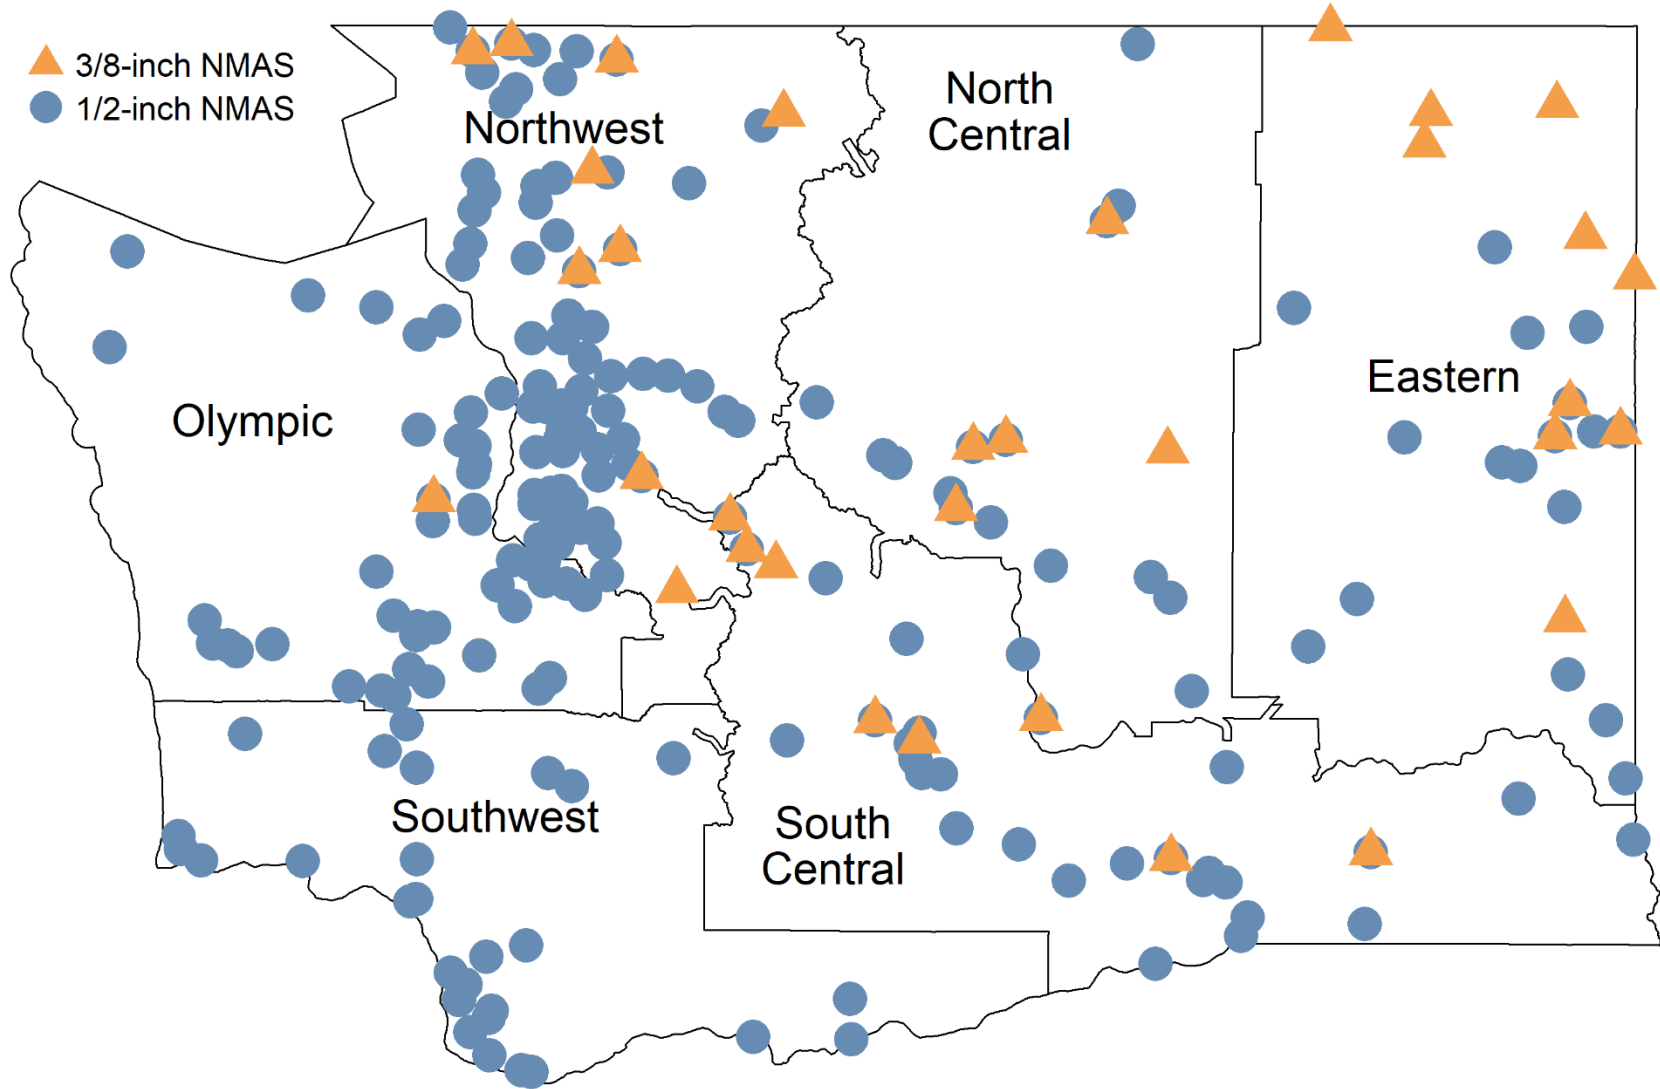 3/8-inch NMAS
1/2-inch NMAS
North
Central
Northwest
Eastern
Olympic
Southwest
South
Central